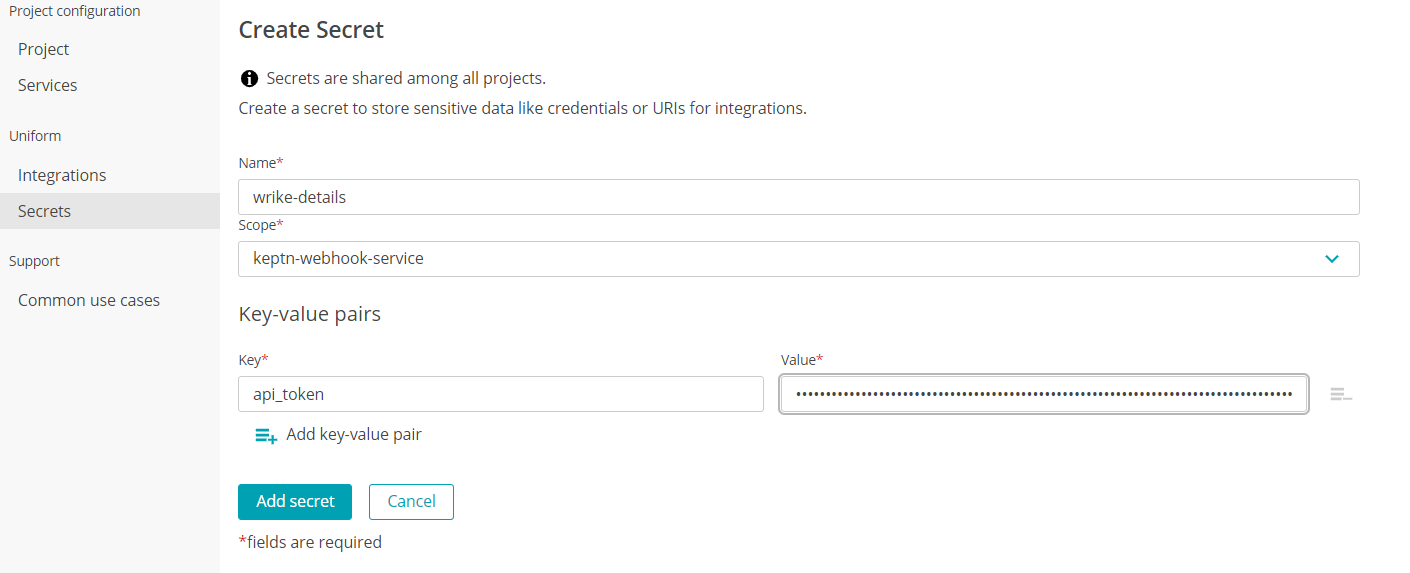 Project configuration
Project
Services
Uniform
Integrations
Secrets
Support
Common use cases
Create Secret
Secrets are shared among all projects.
Create a secret to store sensitive data like credentials or URIs for integrations.
Name*
wrike-details
Scope*
keptn-webhook-service
Key-value pairs
Key* Value*
api_token ••••••••••••••••••••••••••••••••••••••••••••••••••••••••••••••••••••••••••••••••••••
Add key-value pair
Add secret Cancel
*fields are required